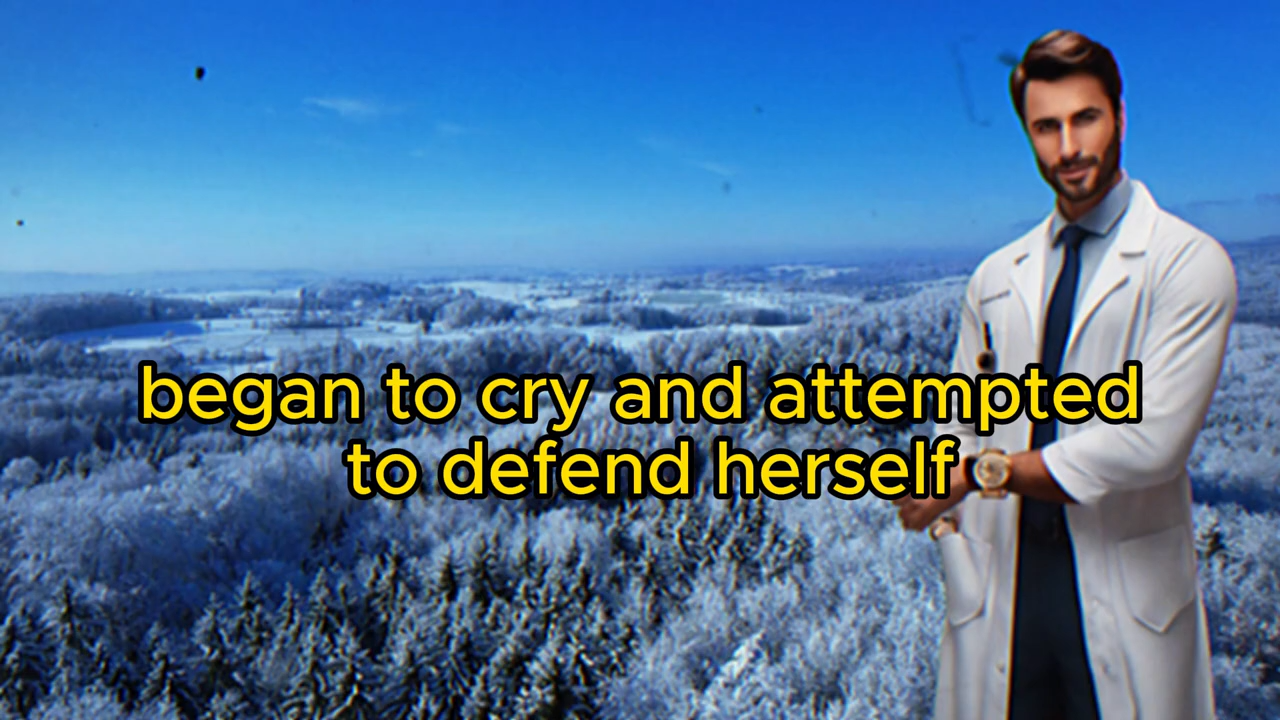 began to cry and attempted
to defend herself